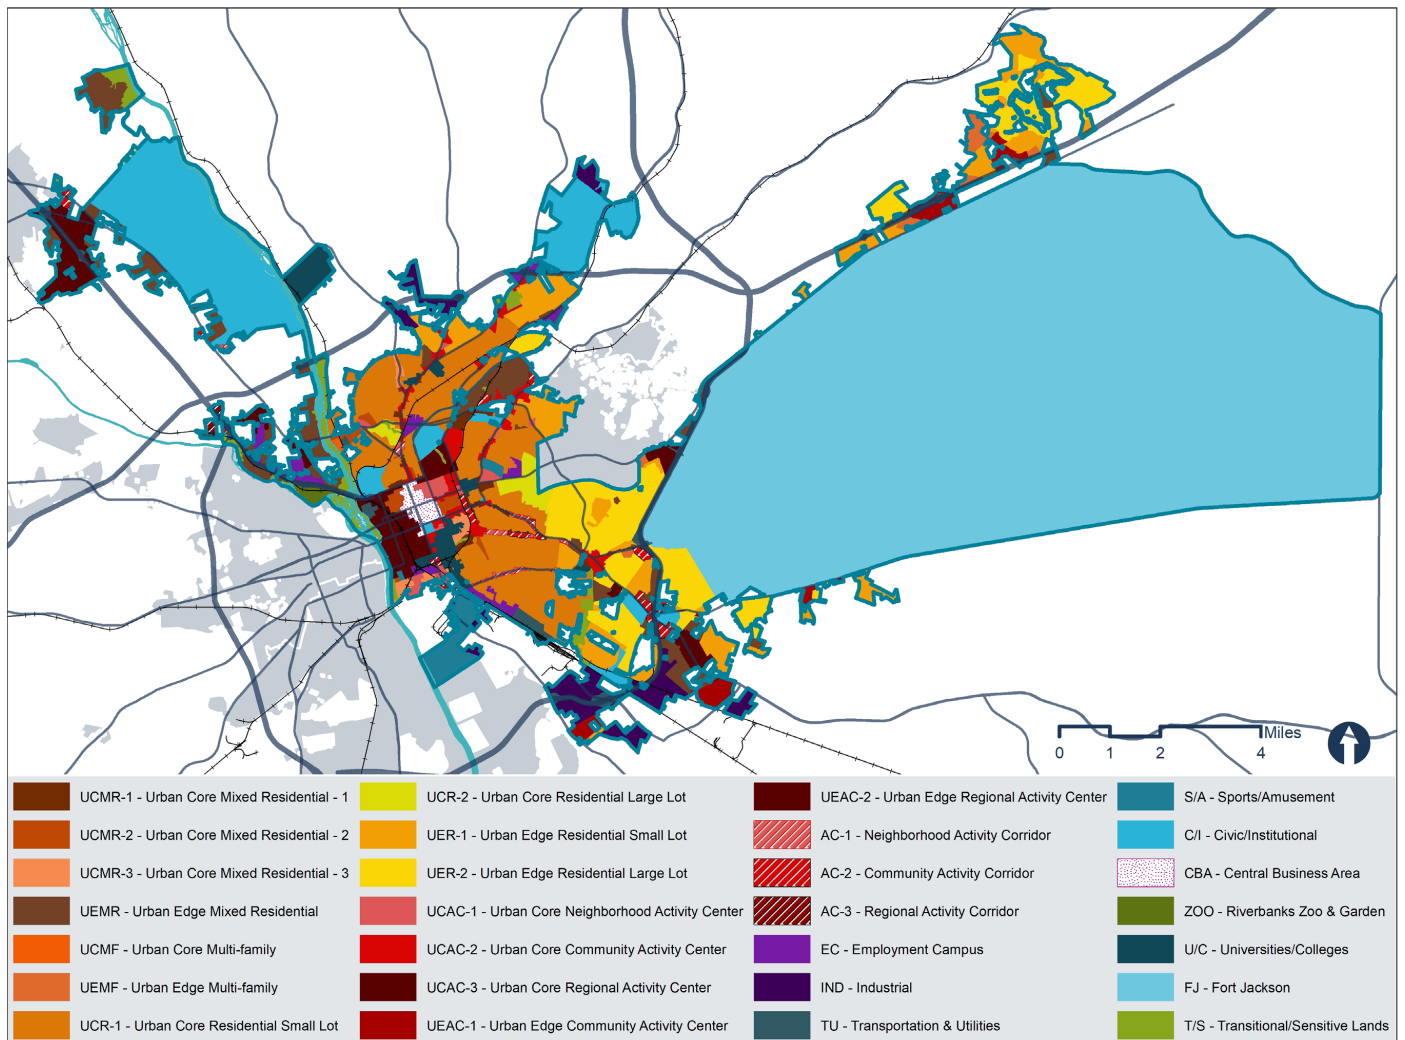 Miles
0 1 2 4
UCMR-1 - Urban Core Mixed Residential - 1
UCMR-2 - Urban Core Mixed Residential - 2
UCMR-3 - Urban Core Mixed Residential - 3
UEMR - Urban Edge Mixed Residential
UCMF - Urban Core Multi-family
UEMF - Urban Edge Multi-family
UCR-1 - Urban Core Residential Small Lot
UCR-2 - Urban Core Residential Large Lot
UER-1 - Urban Edge Residential Small Lot
UER-2 - Urban Edge Residential Large Lot
UCAC-1 - Urban Core Neighborhood Activity Center
UCAC-2 - Urban Core Community Activity Center
UCAC-3 - Urban Core Regional Activity Center
UEAC-1 - Urban Edge Community Activity Center
UEAC-2 - Urban Edge Regional Activity Center
AC-1 - Neighborhood Activity Corridor
AC-2 - Community Activity Corridor
AC-3 - Regional Activity Corridor
EC - Employment Campus
IND - Industrial
TU - Transportation & Utilities
S/A - Sports/Amusement
C/I - Civic/Institutional
CBA - Central Business Area
ZOO - Riverbanks Zoo & Garden
U/C - Universities/Colleges
FJ - Fort Jackson
T/S - Transitional/Sensitive Lands